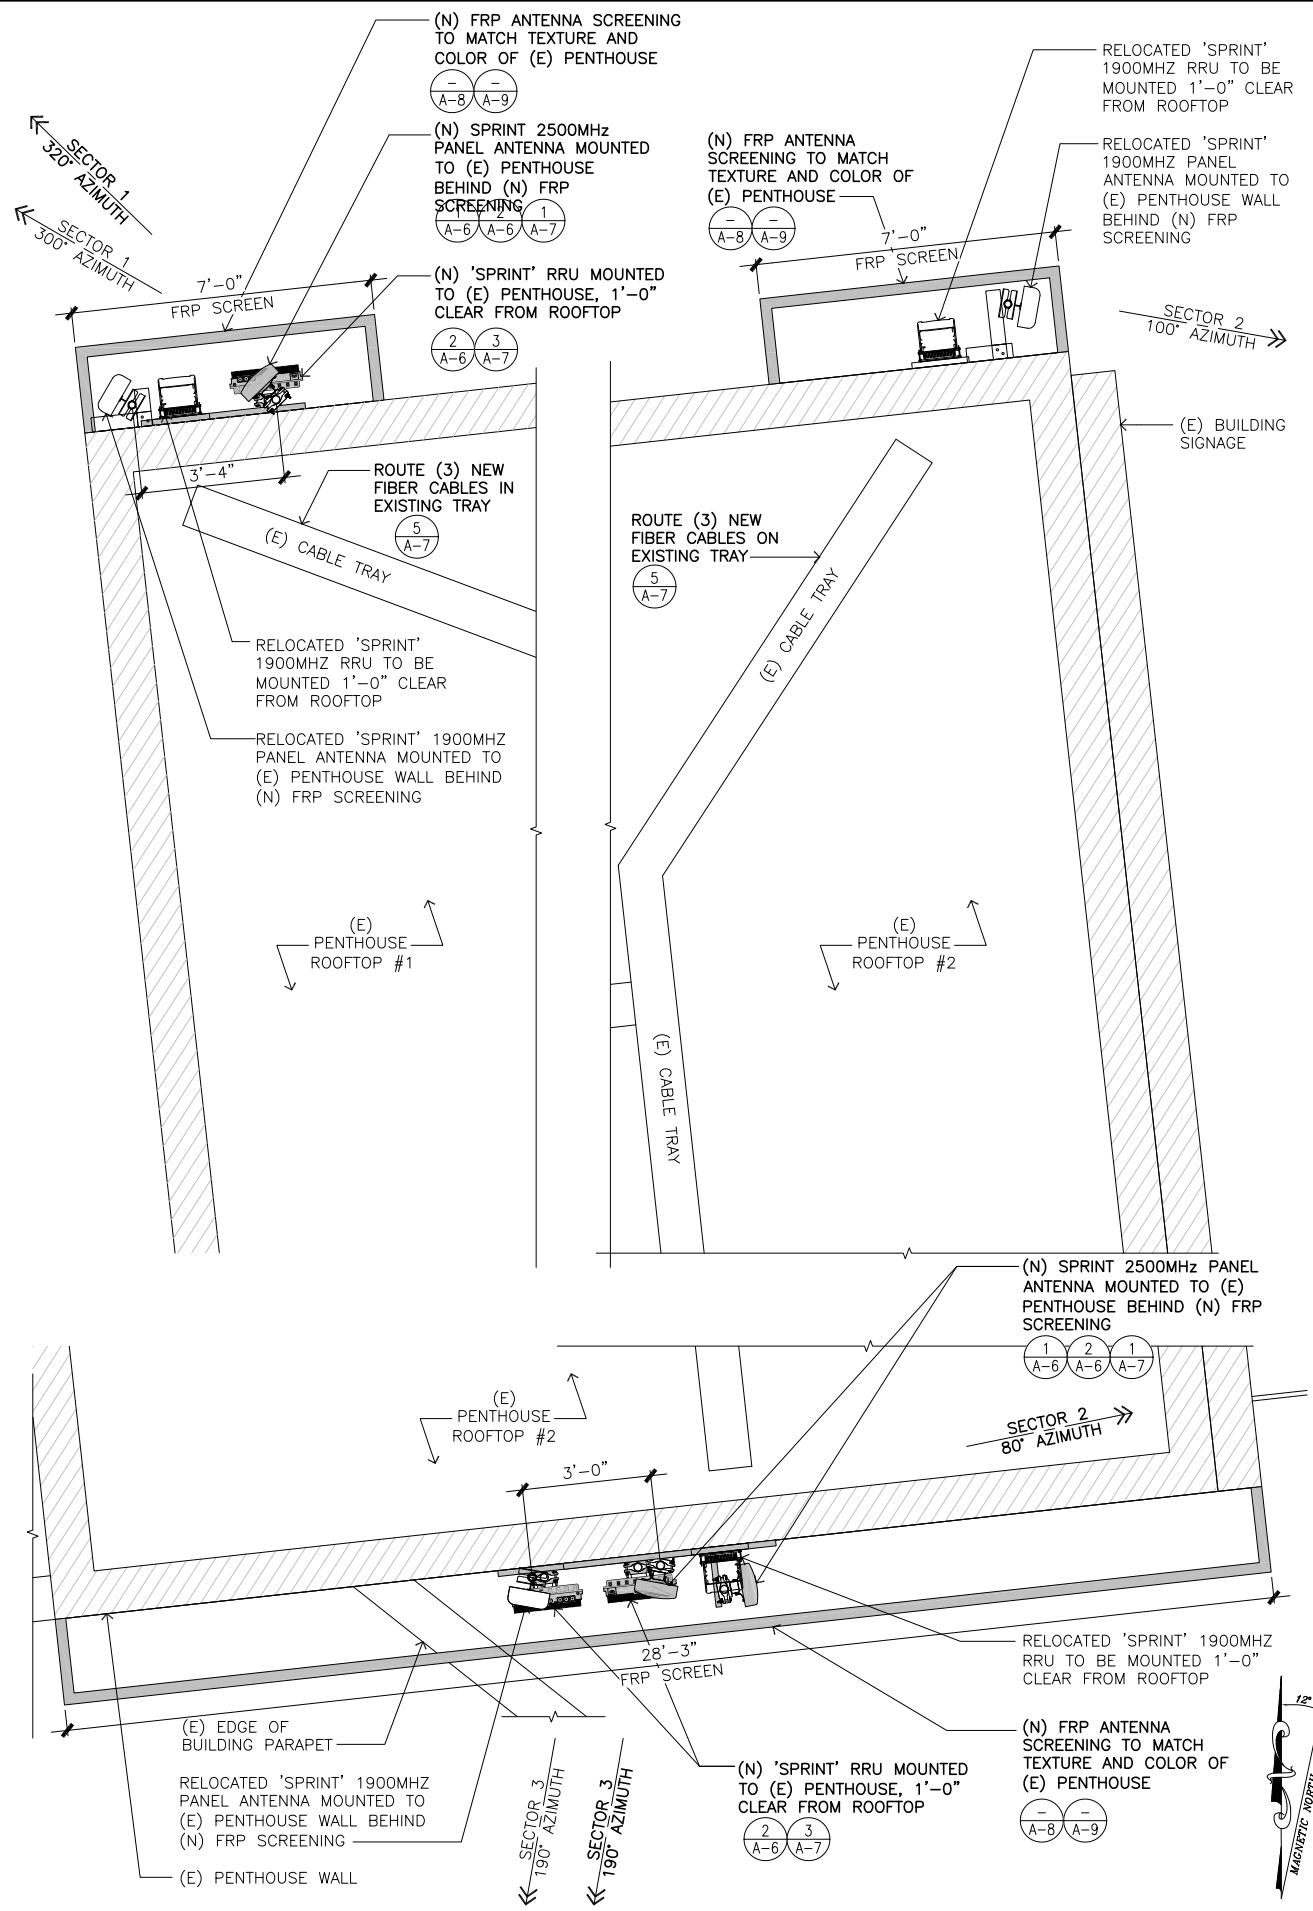 (N) FRP ANTENNA SCREENING
TO MATCH TEXTURE AND
COLOR OF (E) PENTHOUSE
–
A-8
–
A-9
(N) SPRINT 2500MHz
PANEL ANTENNA MOUNTED
TO (E) PENTHOUSE
BEHIND (N) FRP
SCREENING
1
A-6
2
A-6
1
A-7
(N) 'SPRINT' RRU MOUNTED
TO (E) PENTHOUSE, 1'-0"
CLEAR FROM ROOFTOP
2
A-6
3
A-7
SECTOR 1
320° AZIMUTH
SECTOR 1
300° AZIMUTH
7'-0"
FRP SCREEN
(N) FRP ANTENNA
SCREENING TO MATCH
TEXTURE AND COLOR OF
(E) PENTHOUSE
–
A-8
–
A-9
7'-0"
FRP SCREEN
RELOCATED 'SPRINT'
1900MHZ RRU TO BE
MOUNTED 1'-0" CLEAR
FROM ROOFTOP
RELOCATED 'SPRINT'
1900MHZ PANEL
ANTENNA MOUNTED TO
(E) PENTHOUSE WALL
BEHIND (N) FRP
SCREENING
SECTOR 2
100° AZIMUTH
(E) BUILDING
SIGNAGE
3'-4"
ROUTE (3) NEW
FIBER CABLES IN
EXISTING TRAY
5
A-7
(E) CABLE TRAY
ROUTE (3) NEW
FIBER CABLES ON
EXISTING TRAY
5
A-7
(E) CABLE TRAY
RELOCATED 'SPRINT'
1900MHZ RRU TO BE
MOUNTED 1'-0" CLEAR
FROM ROOFTOP
RELOCATED 'SPRINT' 1900MHZ
PANEL ANTENNA MOUNTED TO
(E) PENTHOUSE WALL BEHIND
(N) FRP SCREENING
(E)
PENTHOUSE
ROOFTOP #1
(E)
PENTHOUSE
ROOFTOP #2
(E) CABLE TRAY
(N) SPRINT 2500MHz PANEL
ANTENNA MOUNTED TO (E)
PENTHOUSE BEHIND (N) FRP
SCREENING
1
A-6
2
A-6
1
A-7
(E)
PENTHOUSE
ROOFTOP #2
SECTOR 2
80° AZIMUTH
3'-0"
28'-3"
FRP SCREEN
RELOCATED 'SPRINT' 1900MHZ
RRU TO BE MOUNTED 1'-0"
CLEAR FROM ROOFTOP
(E) EDGE OF
BUILDING PARAPET
RELOCATED 'SPRINT' 1900MHZ
PANEL ANTENNA MOUNTED TO
(E) PENTHOUSE WALL BEHIND
(N) FRP SCREENING
(E) PENTHOUSE WALL
SECTOR 3
190° AZIMUTH
SECTOR 3
190° AZIMUTH
(N) 'SPRINT' RRU MOUNTED
TO (E) PENTHOUSE, 1'-0"
CLEAR FROM ROOFTOP
2
A-6
3
A-7
(N) FRP ANTENNA
SCREENING TO MATCH
TEXTURE AND COLOR OF
(E) PENTHOUSE
–
A-8
–
A-9
12°
MAGNETIC NORTH